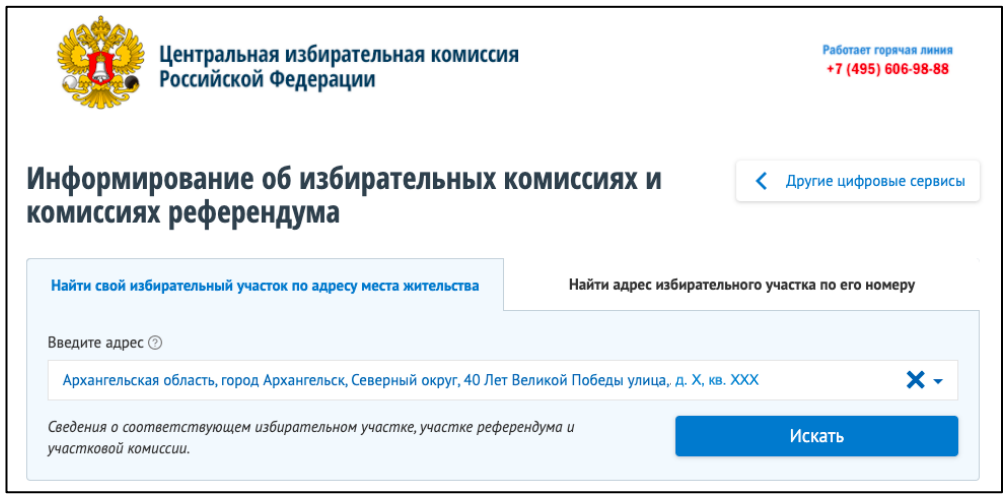 Центральная избирательная комиссия
Российской Федерации
Работает горячая линия
+7 (495) 606-98-88
Информирование об избирательных комиссиях и
комиссиях референдума
Другие цифровые сервисы
Найти свой избирательный участок по адресу места жительства
Найти адрес избирательного участка по его номеру
Введите адрес ?
Архангельская область, город Архангельск, Северный округ, 40 Лет Великой Победы улица,. д. X, кв. XXX
Сведения о соответствующем избирательном участке, участке референдума и
участковой комиссии.
Искать